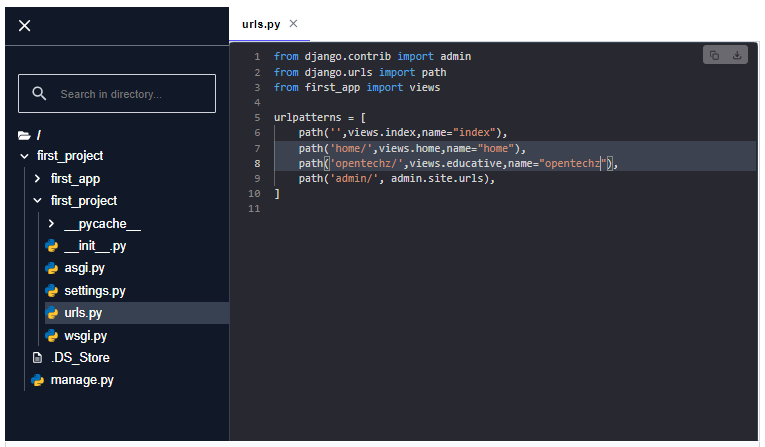 urls.py
Search in directory...
/
first_project
first_app
first_project
__pycache__
__init__.py
asgi.py
settings.py
urls.py
wsgi.py
.DS_Store
manage.py
1 from django.contrib import admin
2 from django.urls import path
3 from first_app import views
4
5 urlpatterns = [
6 path('',views.index,name="index"),
7 path('home/',views.home,name="home"),
8 path('opentechz/',views.educative,name="opentechz"),
9 path('admin/', admin.site.urls),
10 ]
11